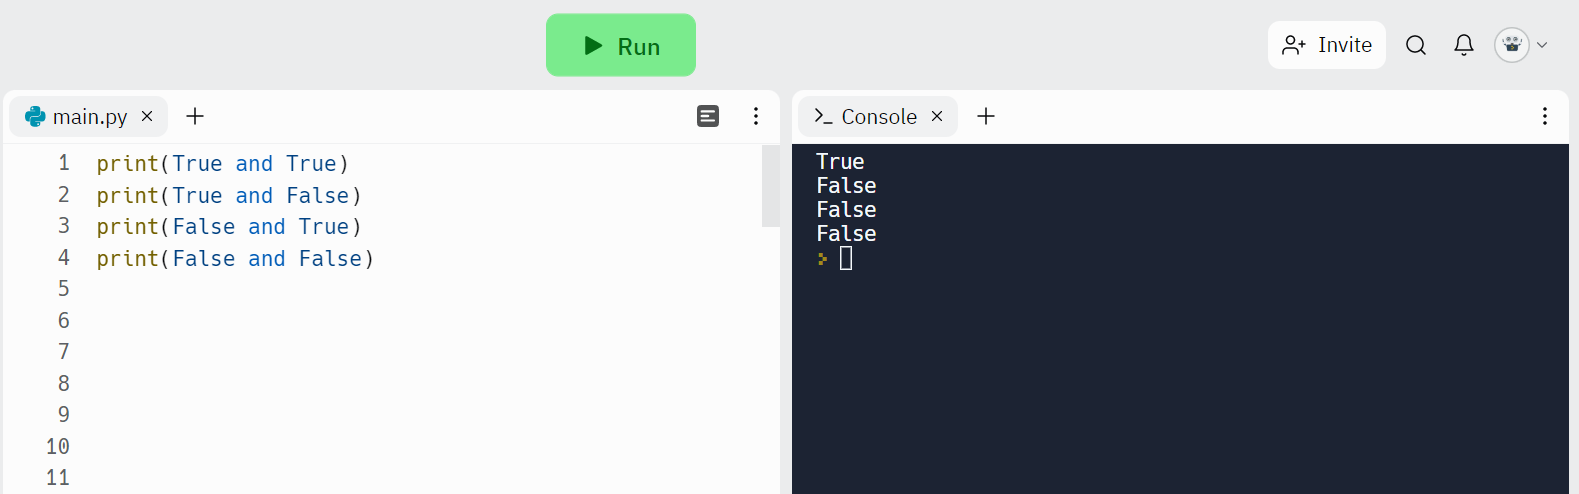 Run
Invite
main.py
1 print(True and True)
2 print(True and False)
3 print(False and True)
4 print(False and False)
5
6
7
8
9
10
11
Console
True
False
False
False